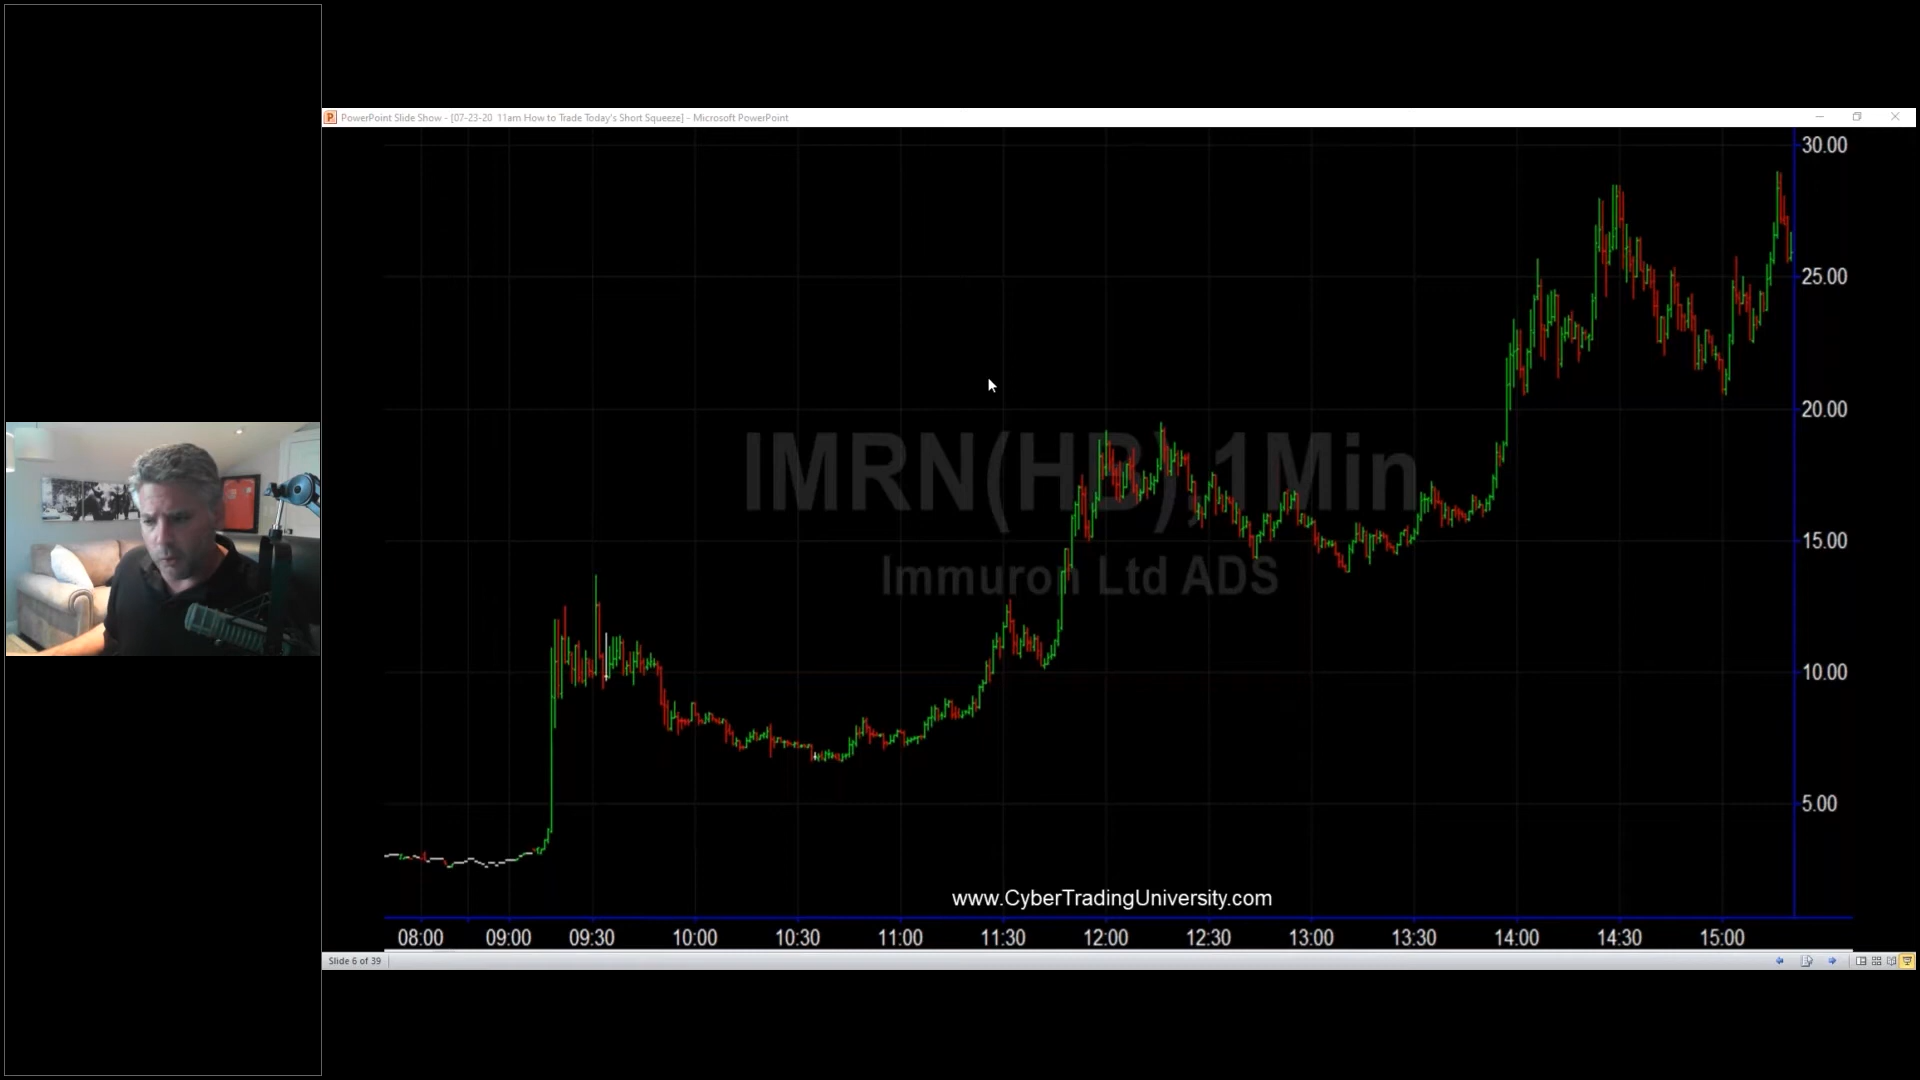 PowerPoint Slide Show - [07-23-20 11am How to Trade Today's Short Squeeze] - Microsoft PowerPoint
30.00
25.00
20.00
IMRN(HB),1Min
15.00
Immuron Ltd ADS
10.00
5.00
www.CyberTradingUniversity.com
08:00 09:00 09:30 10:00 10:30 11:00 11:30 12:00 12:30 13:00 13:30 14:00 14:30 15:00
Slide 6 of 39